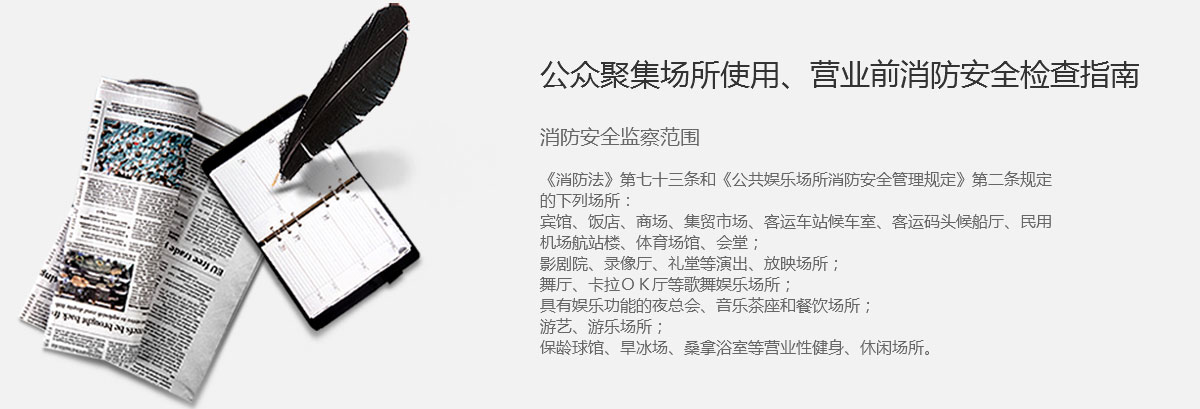 公众聚集场所使用、营业前消防安全检查指南
消防安全监察范围
《消防法》第七十三条和《公共娱乐场所消防安全管理规定》第二条规定
的下列场所：
宾馆、饭店、商场、集贸市场、客运车站候车室、客运码头候船厅、民用
机场航站楼、体育场馆、会堂；
影剧院、录像厅、礼堂等演出、放映场所；
舞厅、卡拉ＯＫ厅等歌舞娱乐场所；
具有娱乐功能的夜总会、音乐茶座和餐饮场所；
游艺、游乐场所；
保龄球馆、旱冰场、桑拿浴室等营业性健身、休闲场所。
EU free trade
be brought back